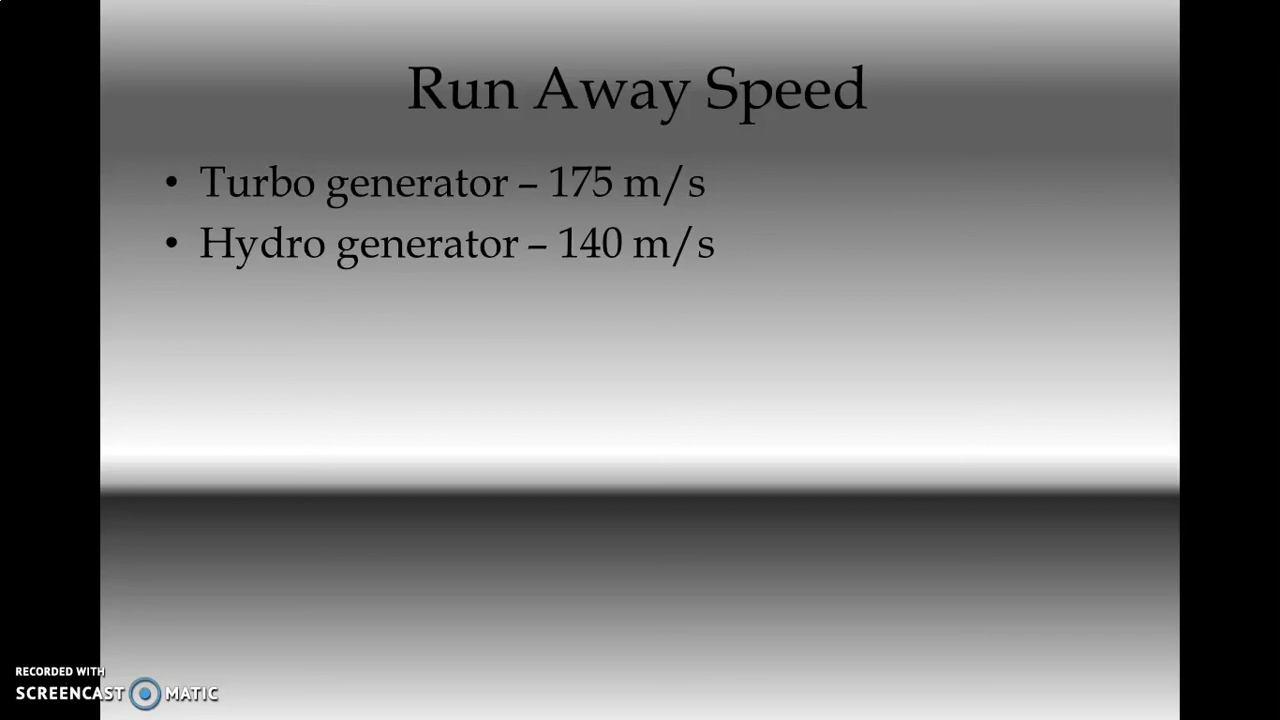 Run Away Speed
• Turbo generator – 175 m/s
• Hydro generator – 140 m/s
RECORDED WITH
SCREENCAST MATIC